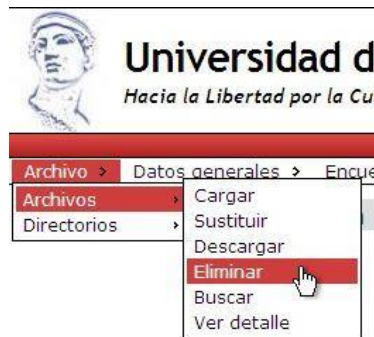 Universidad d
Hacia la Libertad por la Cu
Archivo > Datos generales > Encue
Archivos
Directorios
Cargar
Sustituir
Descargar
Eliminar
Buscar
Ver detalle